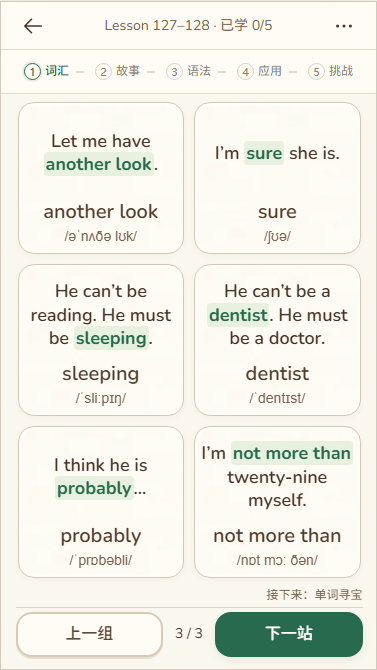 Lesson 127–128 · 已学 0/5
1 词汇 – 2 故事 – 3 语法 – 4 应用 – 5 挑战
Let me have
another look.
another look
/əˈnʌðə lʊk/
I'm sure she is.
sure
/ʃʊə/
He can't be
reading. He must
be sleeping.
sleeping
/ˈsliːpɪŋ/
He can't be a
dentist. He must
be a doctor.
dentist
/ˈdentɪst/
I think he is
probably...
probably
/ˈprɒbəbli/
I'm not more than
twenty-nine
myself.
not more than
/nɒt mɔː ðən/
接下来：单词寻宝
上一组
3 / 3
下一站